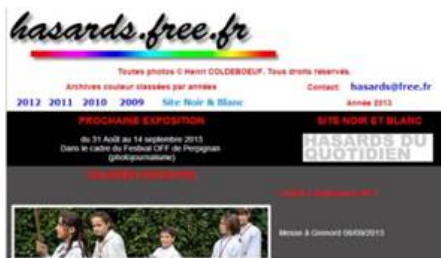 hasards.free.fr
Toutes photos © Henri COLDEBOEUF. Tous droits réservés.
Archives couleur classées par années
Contact: hasards@free.fr
2012 2011 2010 2009 Site Noir & Blanc
Année 2013
PROCHAINE EXPOSITION
du 31 Août au 14 septembre 2013
Dans le cadre du Festival OFF de Perpignan
(photojournalisme)
SITE NOIR ET BLANC
HASARDS DU
QUOTIDIEN
Messe à Grenord 08/09/2013